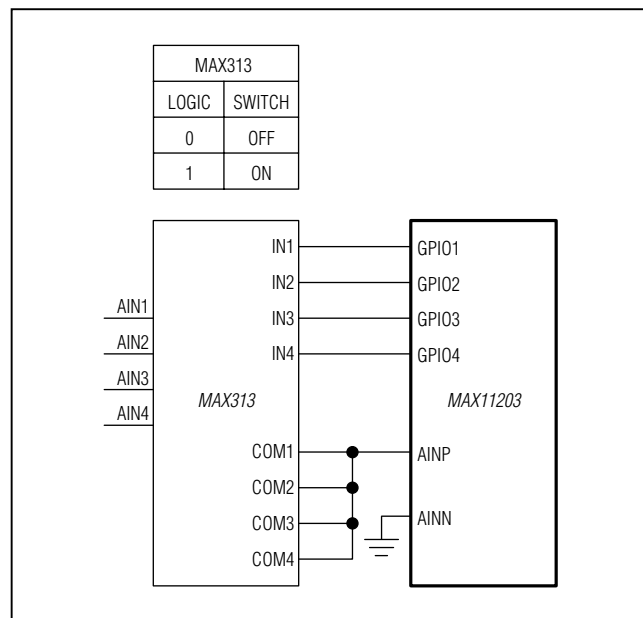 MAX313
LOGIC SWITCH
0 OFF
1 ON
IN1 GPIO1
IN2 GPIO2
AIN1 IN3 GPIO3
AIN2 IN4 GPIO4
AIN3
AIN4
MAX313 MAX11203
COM1 AINP
COM2
COM3 AINN
COM4